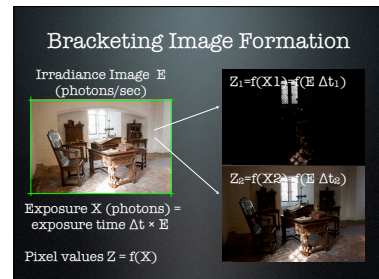 Bracketing Image Formation
Irradiance Image E
(photons/sec)
Z₁=f(X1)=f(E Δt₁)
Z₂=f(X2)=f(E Δt₂)
Exposure X (photons) =
exposure time Δt × E
Pixel values Z = f(X)